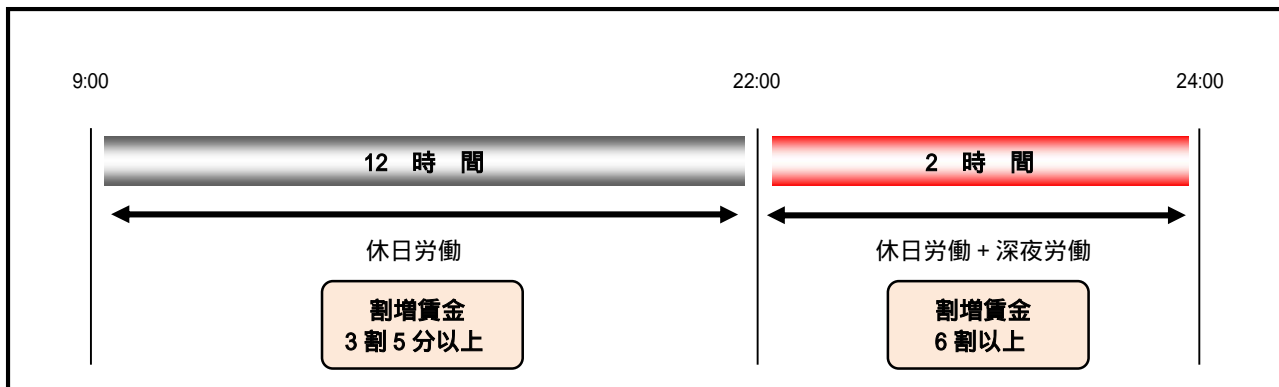 9:00
22:00
24:00
12 時 間
2 時 間
休日労働
休日労働 + 深夜労働
割増賃金
3 割 5 分以上
割増賃金
6 割以上